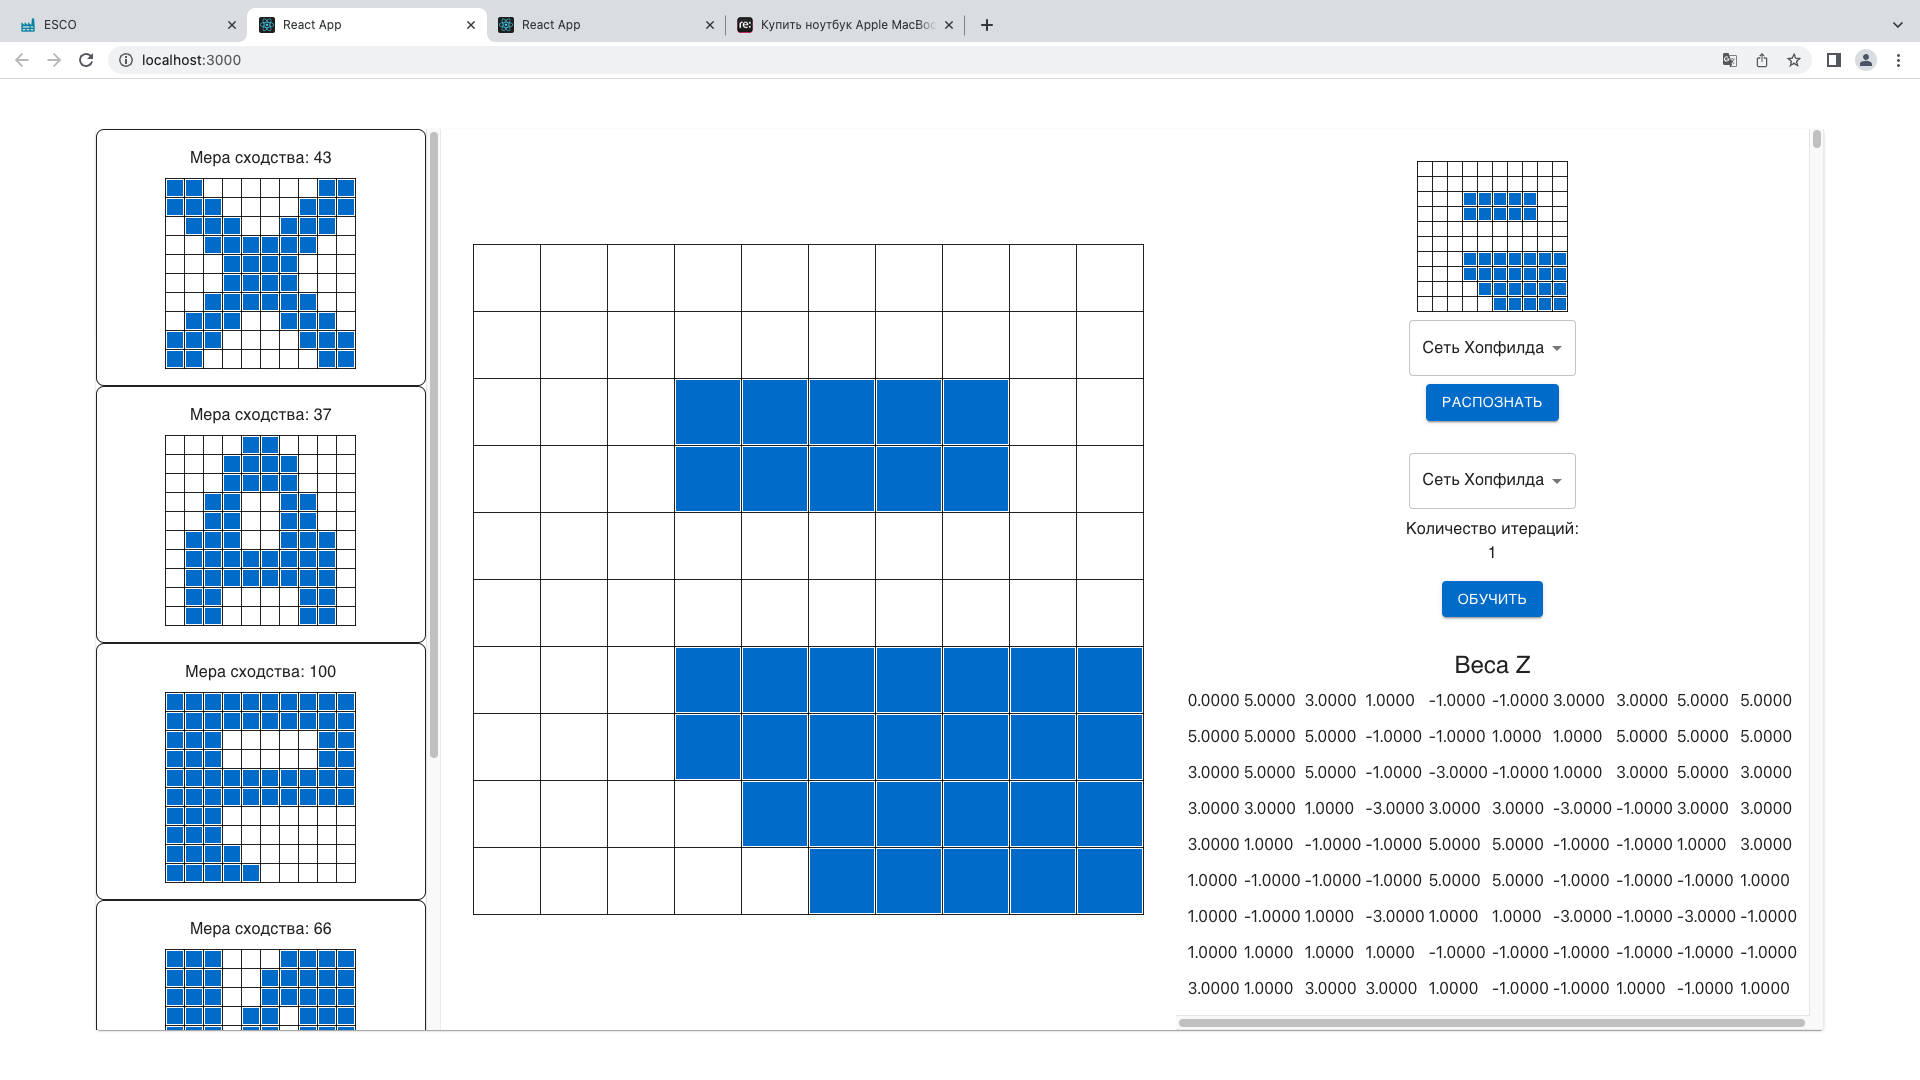 ESCO
React App
React App
re:
Купить ноутбук Apple MacBoo
localhost:3000
Мера сходства: 43
Мера сходства: 37
Мера сходства: 100
Мера сходства: 66
Сеть Хопфилда
РАСПОЗНАТЬ
Сеть Хопфилда
Количество итераций:
1
ОБУЧИТЬ
Веса Z
0.0000 5.0000 3.0000 1.0000 -1.0000 -1.0000 3.0000 3.0000 5.0000 5.0000
5.0000 5.0000 5.0000 -1.0000 -1.0000 1.0000 1.0000 5.0000 5.0000 5.0000
3.0000 5.0000 5.0000 -1.0000 -3.0000 -1.0000 1.0000 3.0000 5.0000 3.0000
3.0000 3.0000 1.0000 -3.0000 3.0000 3.0000 -3.0000 -1.0000 3.0000 3.0000
3.0000 1.0000 -1.0000 -1.0000 5.0000 5.0000 -1.0000 -1.0000 1.0000 3.0000
1.0000 -1.0000 -1.0000 -1.0000 5.0000 5.0000 -1.0000 -1.0000 -1.0000 1.0000
1.0000 -1.0000 1.0000 -3.0000 1.0000 1.0000 -3.0000 -1.0000 -3.0000 -1.0000
1.0000 1.0000 1.0000 1.0000 -1.0000 -1.0000 -1.0000 -1.0000 -1.0000 -1.0000
3.0000 1.0000 3.0000 3.0000 1.0000 -1.0000 -1.0000 1.0000 -1.0000 1.0000